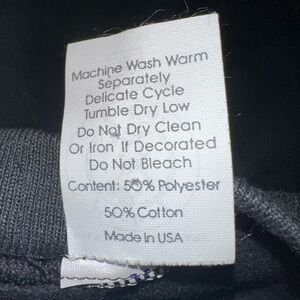 Machine Wash Warm
Separately
Delicate Cycle
Tumble Dry Low
Do Not Dry Clean
Or Iron If Decorated
Do Not Bleach
Content: 50% Polyester
50% Cotton
Made in USA